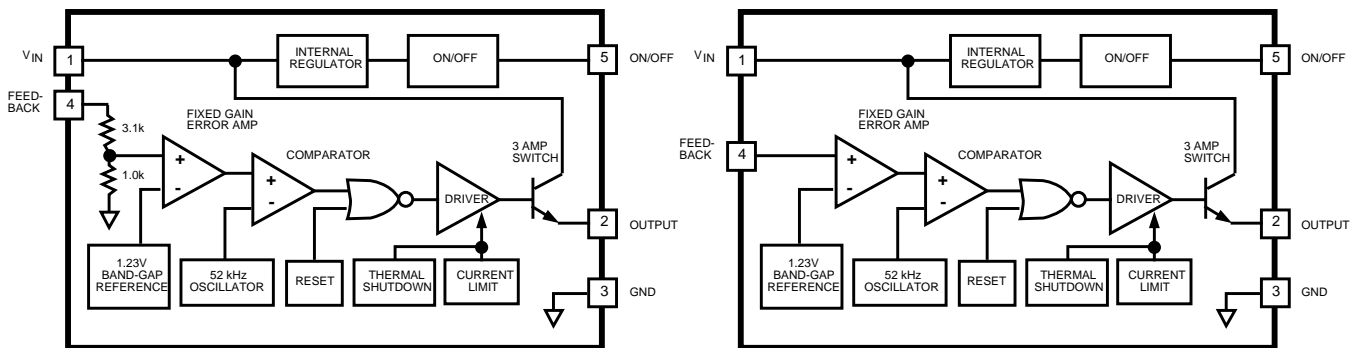 V IN
1
INTERNAL
REGULATOR
ON/OFF
5
ON/OFF
FEED-
BACK
4
3.1k
1.0k
FIXED GAIN
ERROR AMP
+
-
COMPARATOR
+
-
3 AMP
SWITCH
DRIVER
2
OUTPUT
1.23V
BAND-GAP
REFERENCE
52 kHz
OSCILLATOR
RESET
THERMAL
SHUTDOWN
CURRENT
LIMIT
3
GND
V IN
1
INTERNAL
REGULATOR
ON/OFF
5
ON/OFF
FEED-
BACK
4
FIXED GAIN
ERROR AMP
+
-
COMPARATOR
+
-
3 AMP
SWITCH
DRIVER
2
OUTPUT
1.23V
BAND-GAP
REFERENCE
52 kHz
OSCILLATOR
RESET
THERMAL
SHUTDOWN
CURRENT
LIMIT
3
GND